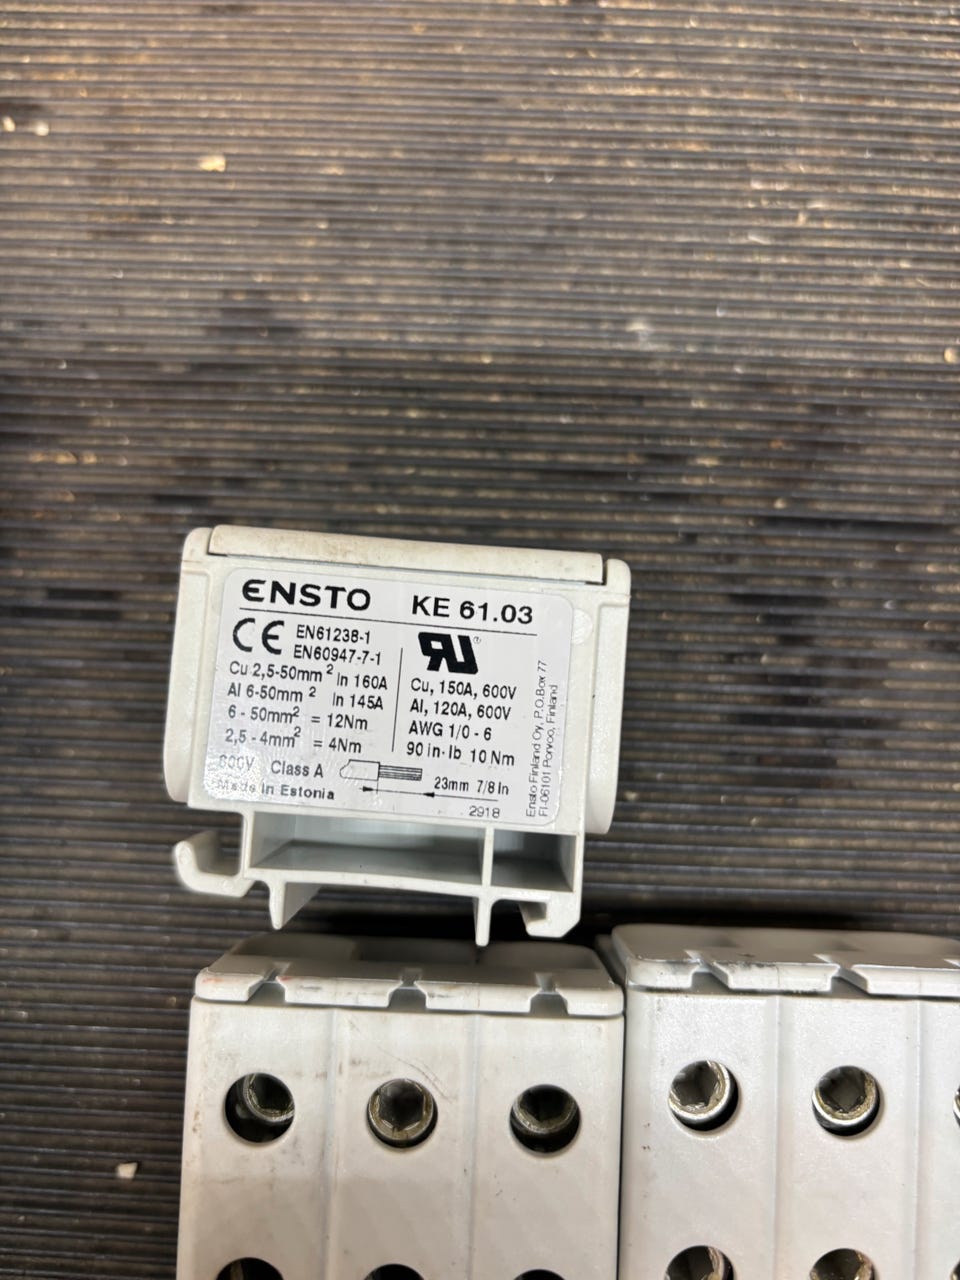 ENSTO KE 61.03
CE EN61238-1
EN60947-7-1
Cu 2,5-50mm² In 160A
Al 6-50mm² In 145A
6 - 50mm² = 12Nm
2,5 - 4mm² = 4Nm
800V Class A
Made in Estonia
RU ®
Cu, 150A, 600V
Al, 120A, 600V
AWG 1/0 - 6
90 in-lb 10 Nm
23mm 7/8 in
2918
Ensto Finland Oy, P.O.Box 77
FI-06101 Porvoo, Finland